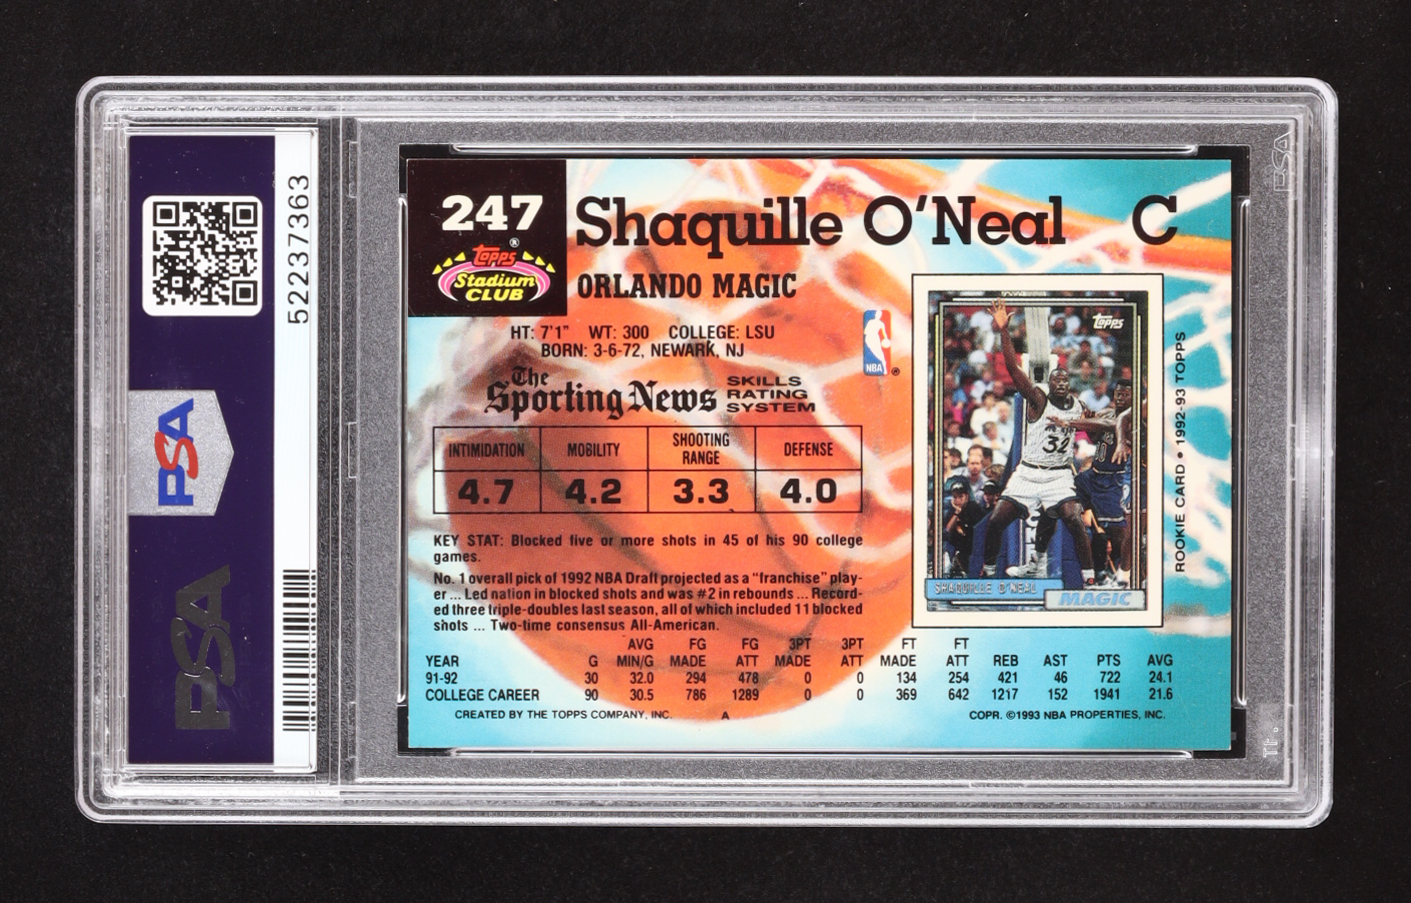 52237363
PSA
PSA
247
Topps®
Stadium
CLUB
Shaquille O'Neal C
ORLANDO MAGIC
HT: 7'1" WT: 300 COLLEGE: LSU
BORN: 3-6-72, NEWARK, NJ
The
Sporting News
SKILLS
RATING
SYSTEM
INTIMIDATION MOBILITY SHOOTING RANGE DEFENSE
4.7 4.2 3.3 4.0
KEY STAT: Blocked five or more shots in 45 of his 90 college
games.
No. 1 overall pick of 1992 NBA Draft projected as a "franchise" play-
er ... Led nation in blocked shots and was #2 in rebounds ... Record-
ed three triple-doubles last season, all of which included 11 blocked
shots ... Two-time consensus All-American.
AVG FG FG 3PT 3PT FT FT
YEAR G MIN/G MADE ATT MADE ATT MADE ATT REB AST PTS AVG
91-92 30 32.0 294 478 0 0 134 254 421 46 722 24.1
COLLEGE CAREER 90 30.5 786 1289 0 0 369 642 1217 152 1941 21.6
CREATED BY THE TOPPS COMPANY, INC. A COPR. ©1993 NBA PROPERTIES, INC.
NBA ®
Topps
32
SHAQUILLE O'NEAL
MAGIC
ROOKIE CARD • 1992-93 TOPPS
PSA